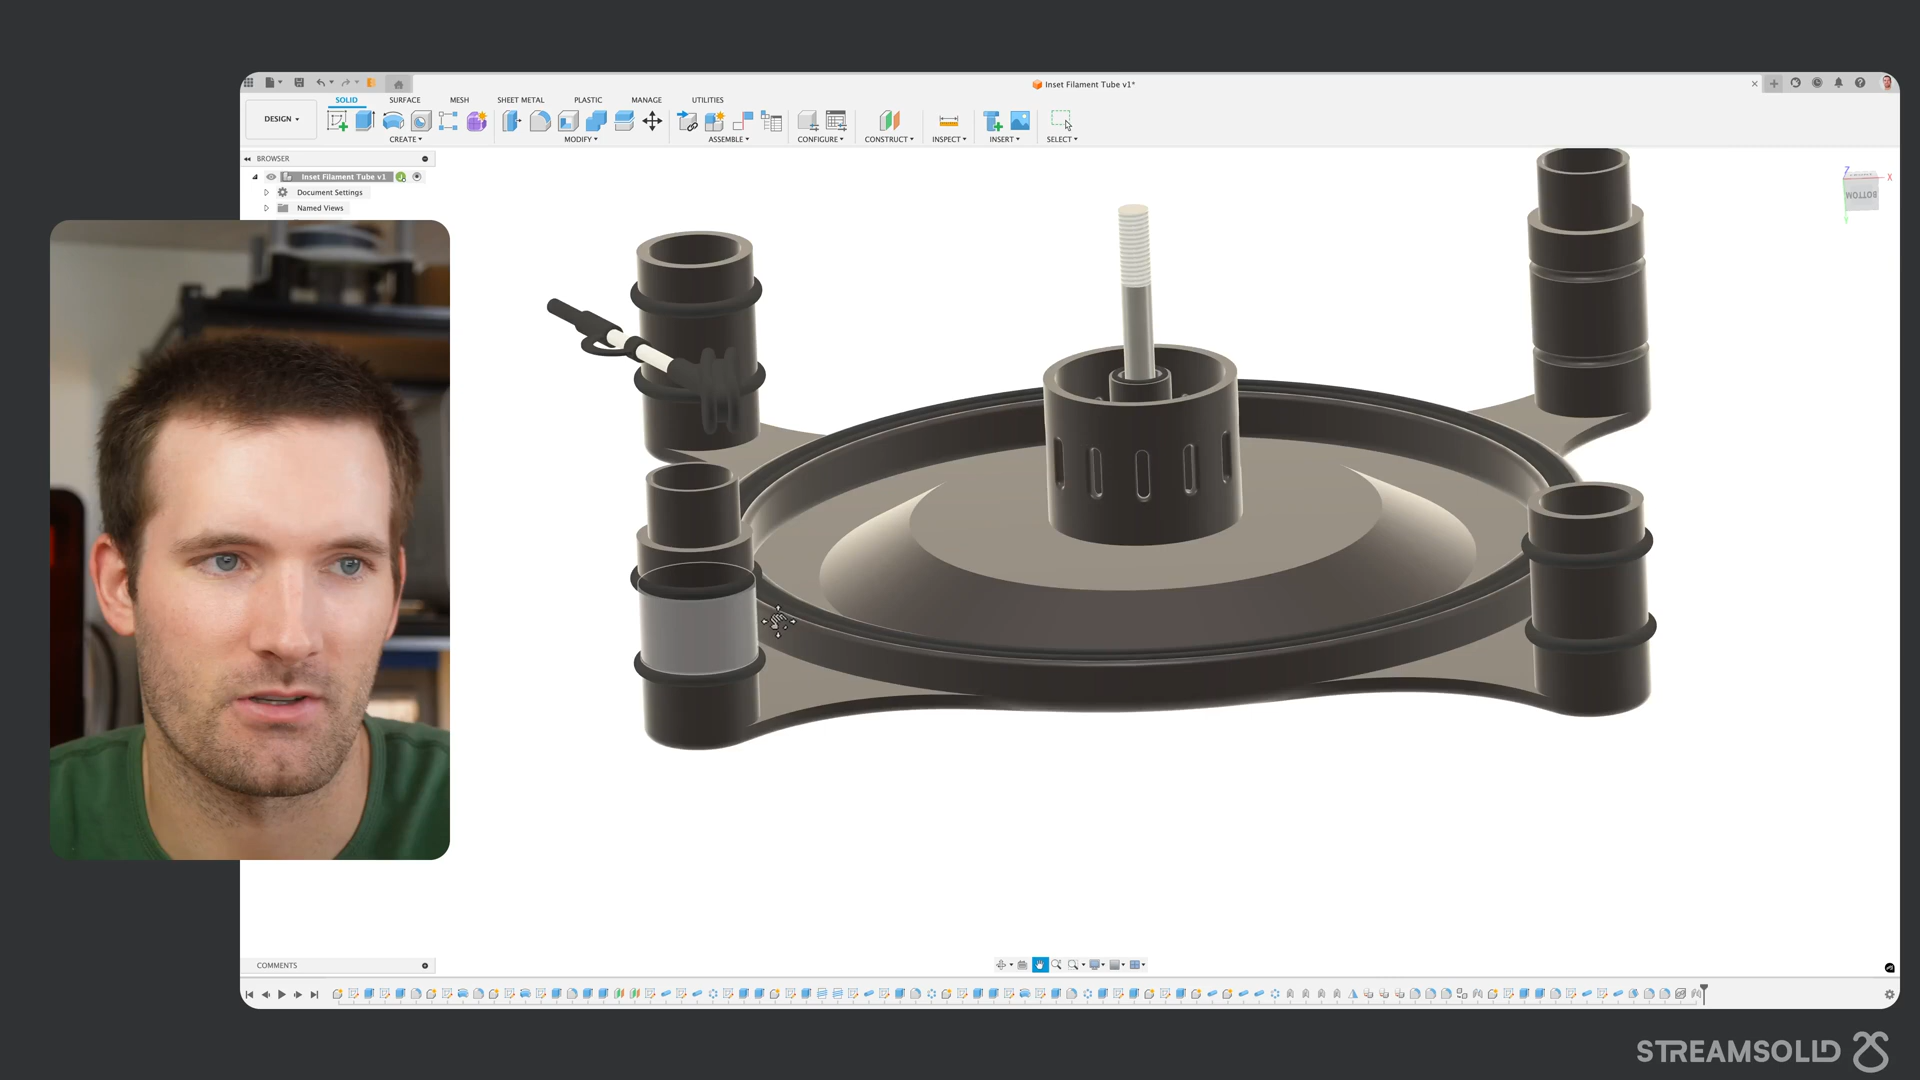 Inset Filament Tube v1*
SOLID
SURFACE
MESH
SHEET METAL
PLASTIC
MANAGE
UTILITIES
DESIGN
CREATE
MODIFY
ASSEMBLE
CONFIGURE
CONSTRUCT
INSPECT
INSERT
SELECT
BROWSER
Inset Filament Tube v1
Document Settings
Named Views
Z
X
Y
FRONT
BOTTOM
COMMENTS
STREAMSOLID